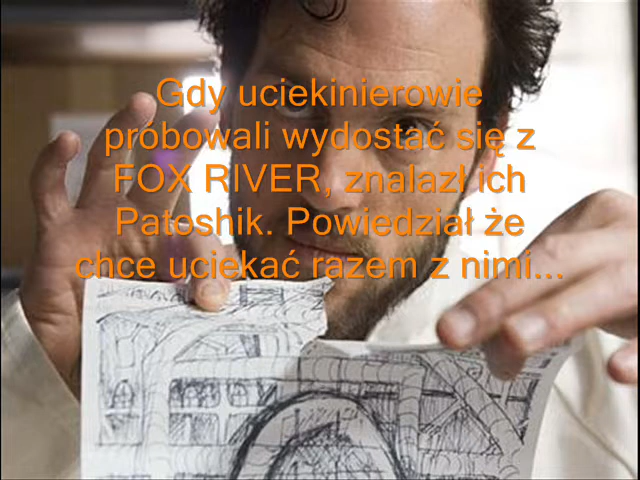 Gdy uciekinierowie
próbowali wydostać się z
FOX RIVER, znalazł ich
Patoshik. Powiedział że
chce uciekać razem z nimi...